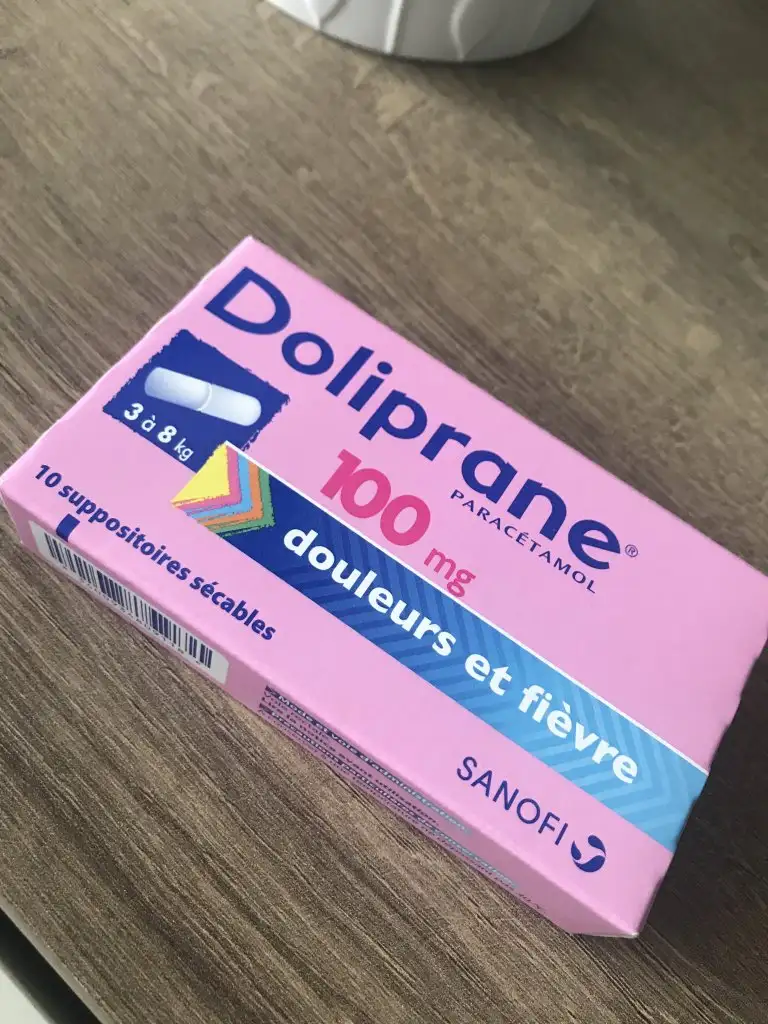 Doliprane®
PARACÉTAMOL
100 mg
3 à 8 kg
douleurs et fièvre
10 suppositoires sécables
SANOFI